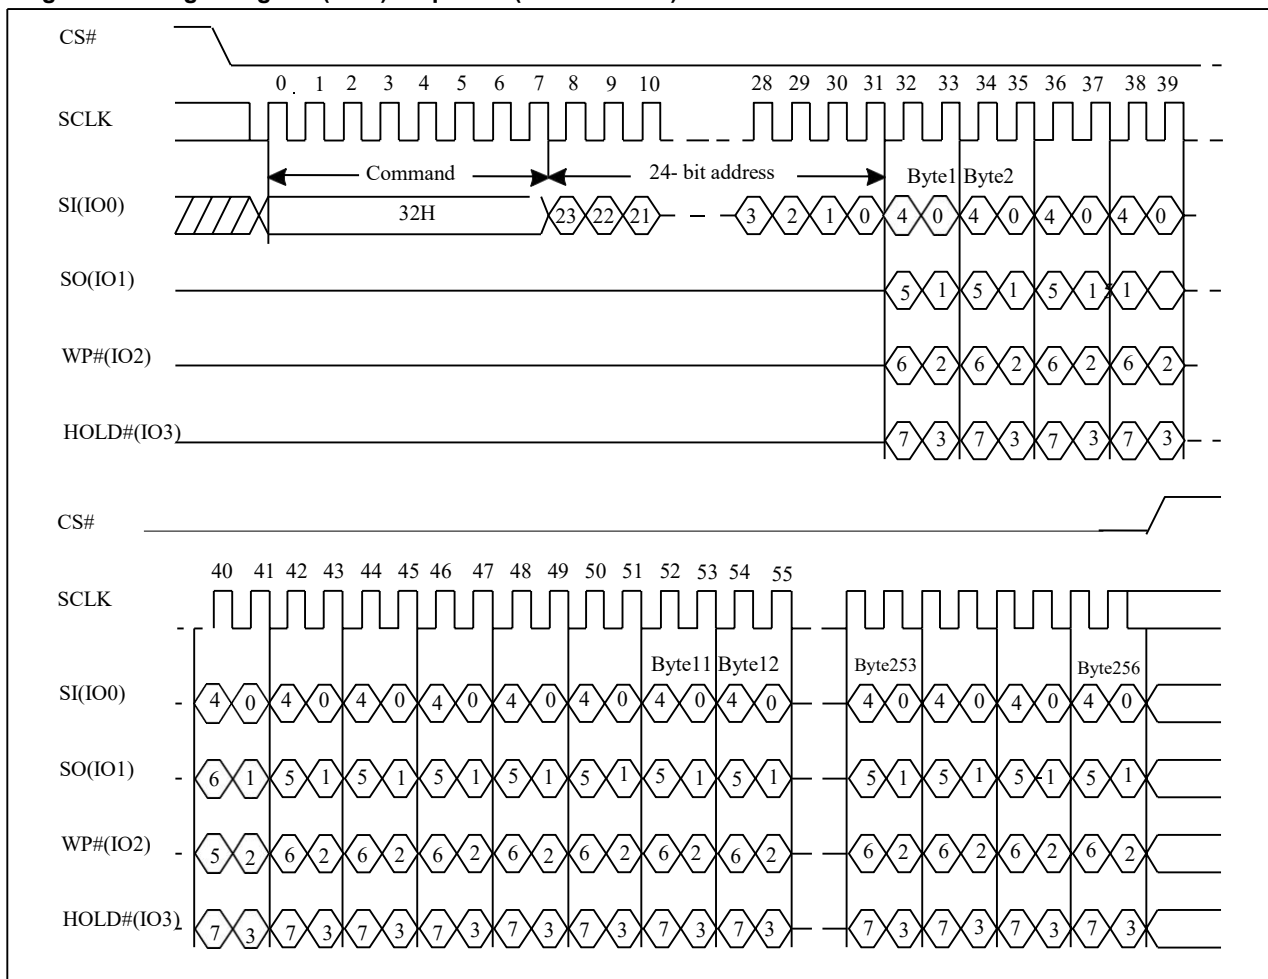 CS#
0 1 2 3 4 5 6 7 8 9 10 28 29 30 31 32 33 34 35 36 37 38 39
SCLK
Command 24- bit address Byte1 Byte2
SI(IO0) 32H 23 22 21 3 2 1 0 4 0 4 0 4 0 4 0
SO(IO1) 5 1 5 1 5 1 5 1
WP#(IO2) 6 2 6 2 6 2 6 2
HOLD#(IO3) 7 3 7 3 7 3 7 3
CS#
40 41 42 43 44 45 46 47 48 49 50 51 52 53 54 55
SCLK
Byte11 Byte12 Byte253 Byte256
SI(IO0) 4 0 4 0 4 0 4 0 4 0 4 0 4 0 4 0 4 0 4 0 4 0 4 0
SO(IO1) 6 1 5 1 5 1 5 1 5 1 5 1 5 1 5 1 5 1 5 1 5 1 5 1
WP#(IO2) 5 2 6 2 6 2 6 2 6 2 6 2 6 2 6 2 6 2 6 2 6 2 6 2
HOLD#(IO3) 7 3 7 3 7 3 7 3 7 3 7 3 7 3 7 3 7 3 7 3 7 3 7 3